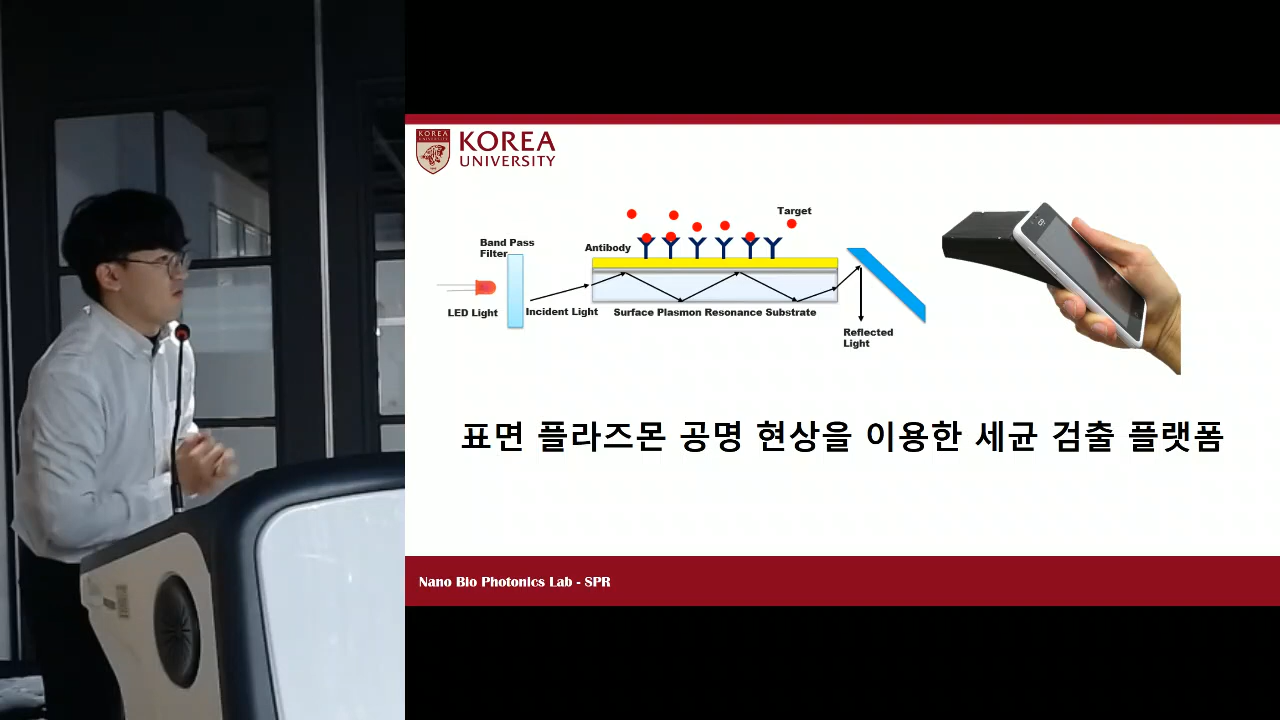 KOREA
UNIVERSITY
KOREA
UNIVERSITY
Target
Band Pass
Filter
Antibody
LED Light
Incident Light
Surface Plasmon Resonance Substrate
Reflected
Light
표면 플라즈몬 공명 현상을 이용한 세균 검출 플랫폼
Nano Bio Photonics Lab - SPR